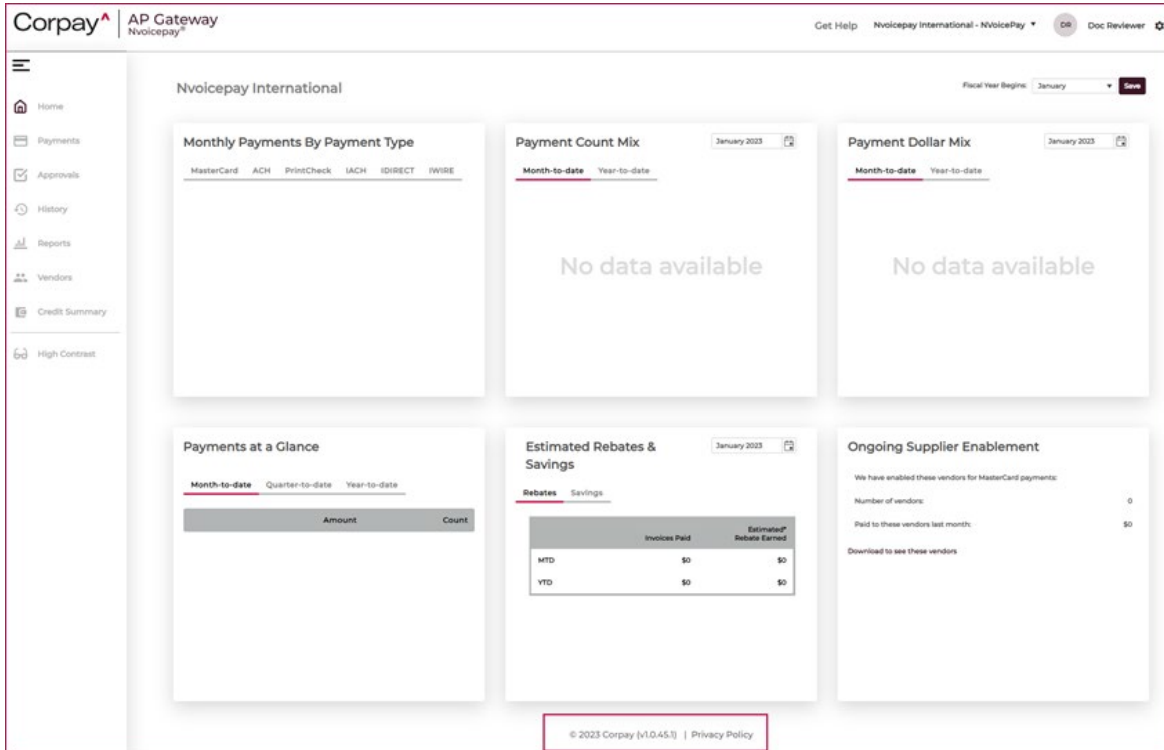 Corpay^ AP Gateway
Nvoicepay®
Get Help Nvoicepay International - NVoicePay DR Doc Reviewer
Home
Payments
Approvals
History
Reports
Vendors
Credit Summary
High Contrast
Nvoicepay International
Fiscal Year Begins: January Save
Monthly Payments By Payment Type
MasterCard ACH PrintCheck IACH IDIRECT IWIRE
Payment Count Mix January 2023
Month-to-date Year-to-date
No data available
Payment Dollar Mix January 2023
Month-to-date Year-to-date
No data available
Payments at a Glance
Month-to-date Quarter-to-date Year-to-date
Amount Count
Estimated Rebates & January 2023
Savings
Rebates Savings
Invoices Paid Estimated*
Rebate Earned
MTD $0 $0
YTD $0 $0
Ongoing Supplier Enablement
We have enabled these vendors for MasterCard payments:
Number of vendors: 0
Paid to these vendors last month: $0
Download to see these vendors
© 2023 Corpay (v1.0.45.1) | Privacy Policy